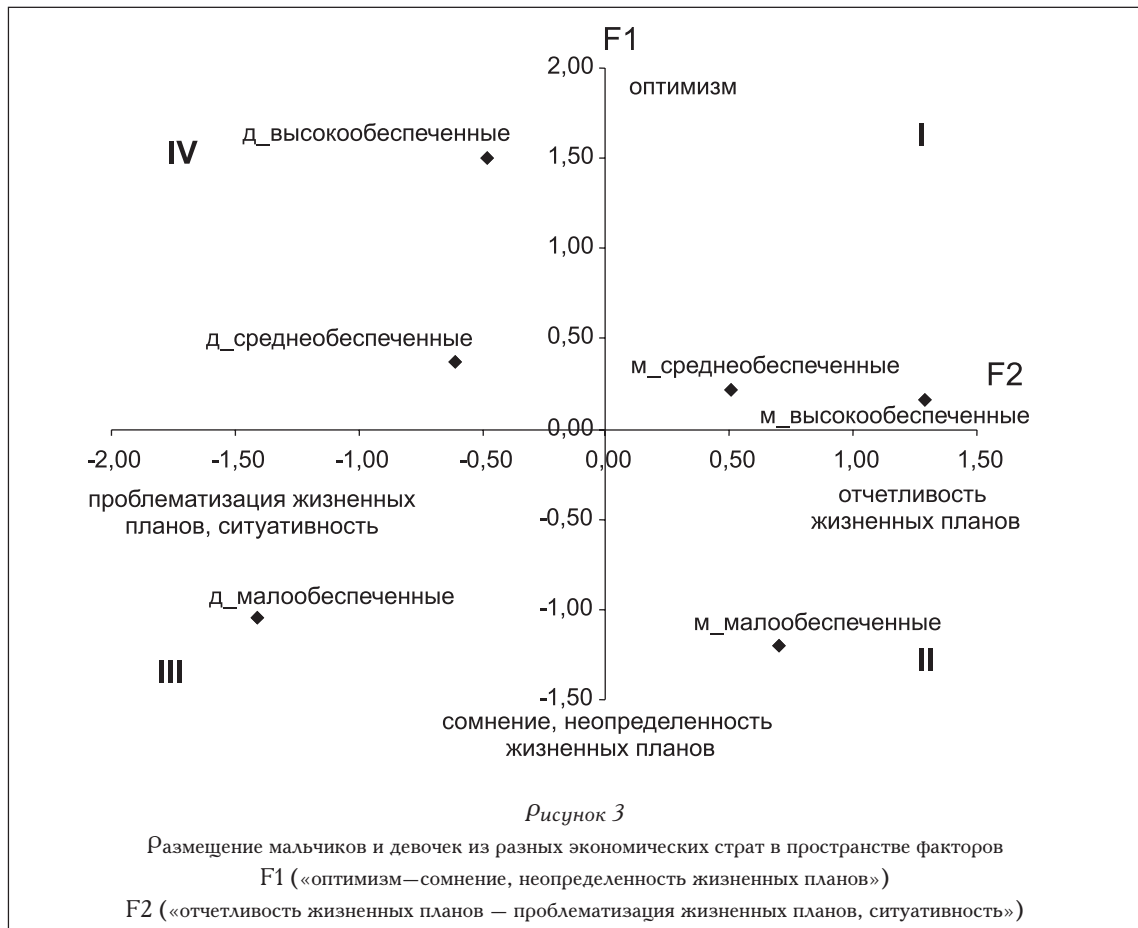 F1
2,00
оптимизм
I
д_высокообеспеченные
IV
1,50
1,00
0,50
д_среднеобеспеченные
м_среднеобеспеченные
F2
м_высокообеспеченные
0,00
-2,00 -1,50 -1,00 -0,50 0,00 0,50 1,00 1,50
проблематизация жизненных
планов, ситуативность
отчетливость
жизненных планов
-0,50
д_малообеспеченные
-1,00
м_малообеспеченные
III
II
-1,50
сомнение, неопределенность
жизненных планов
Рисунок 3
Размещение мальчиков и девочек из разных экономических страт в пространстве факторов
F1 («оптимизм—сомнение, неопределенность жизненных планов»)
F2 («отчетливость жизненных планов — проблематизация жизненных планов, ситуативность»)